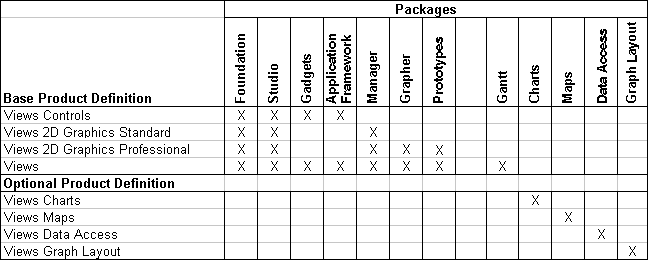 Packages
Base Product Definition Foundation Studio Gadgets Application Framework Manager Grapher Prototypes Gantt Charts Maps Data Access Graph Layout
Views Controls X X X X
Views 2D Graphics Standard X X X
Views 2D Graphics Professional X X X X X
Views X X X X X X X X
Optional Product Definition
Views Charts X
Views Maps X
Views Data Access X
Views Graph Layout X